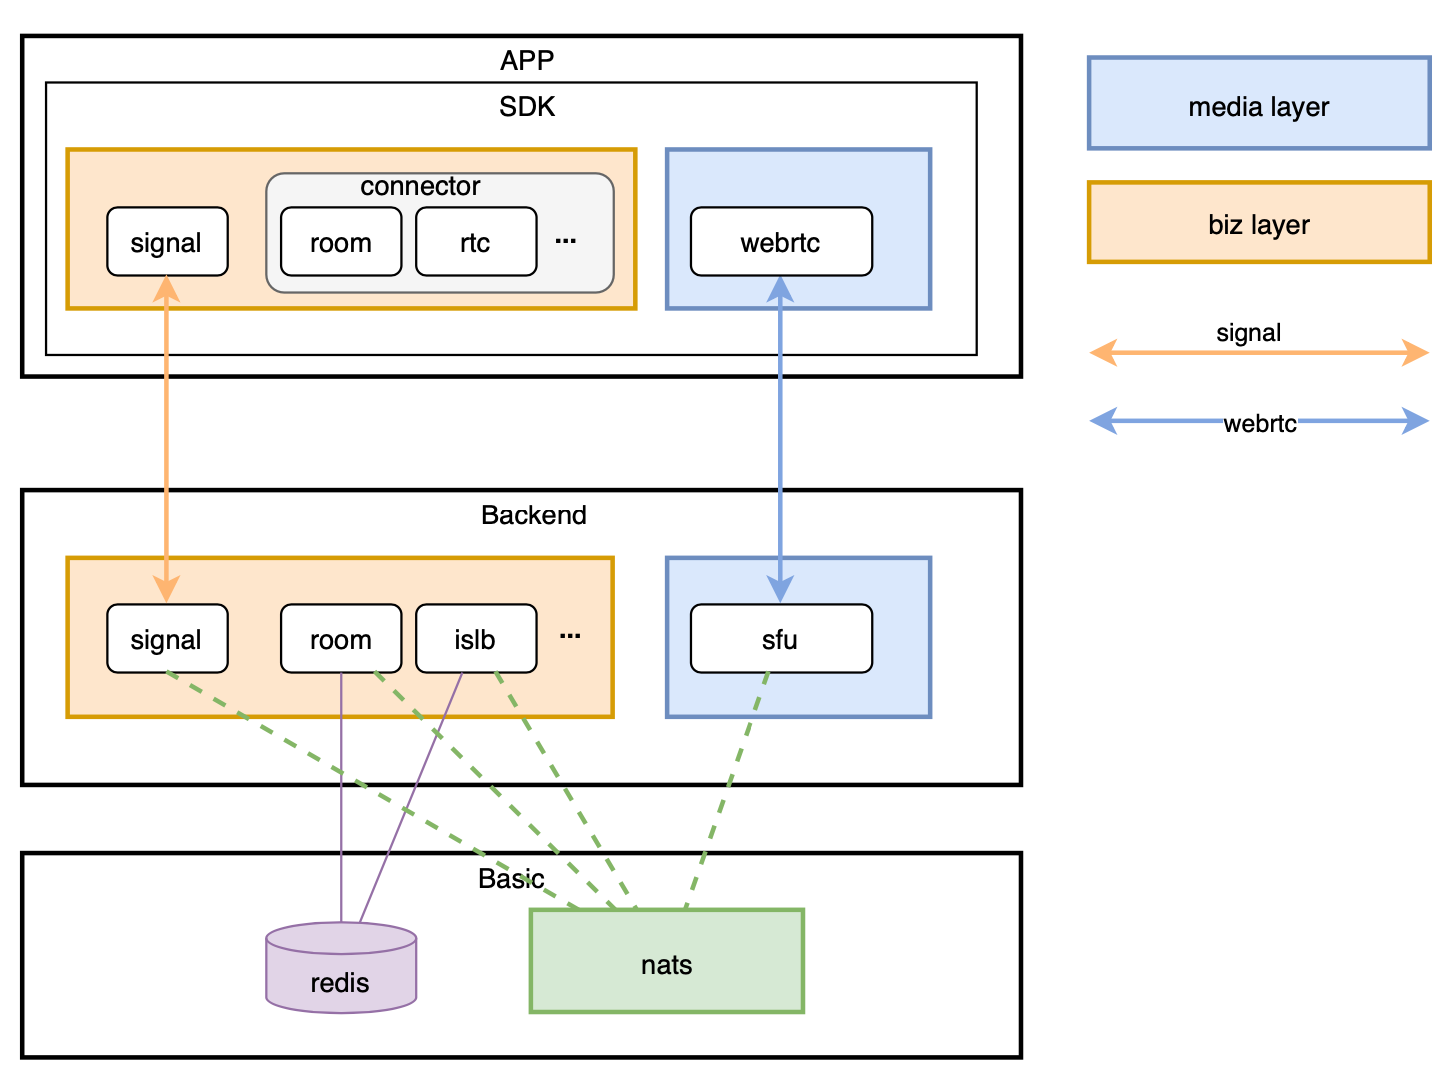 APP
SDK
connector
signal
room
rtc
...
webrtc
media layer
biz layer
signal
webrtc
Backend
signal
room
islb
...
sfu
Basic
redis
nats